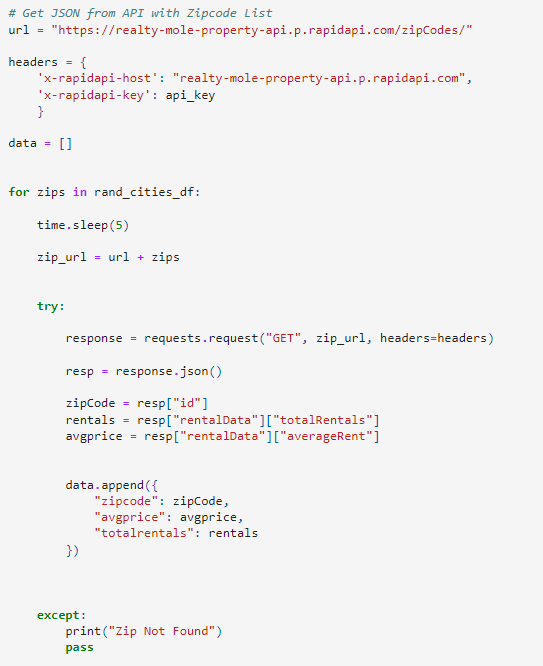 # Get JSON from API with Zipcode List
url = "https://realty-mole-property-api.p.rapidapi.com/zipCodes/"
headers = {
    'x-rapidapi-host': "realty-mole-property-api.p.rapidapi.com",
    'x-rapidapi-key': api_key
    }
data = []
for zips in rand_cities_df:
    time.sleep(5)
    zip_url = url + zips
    try:
        response = requests.request("GET", zip_url, headers=headers)
        resp = response.json()
        zipCode = resp["id"]
        rentals = resp["rentalData"]["totalRentals"]
        avgprice = resp["rentalData"]["averageRent"]
        data.append({
            "zipcode": zipCode,
            "avgprice": avgprice,
            "totalrentals": rentals
        })
    except:
        print("Zip Not Found")
        pass